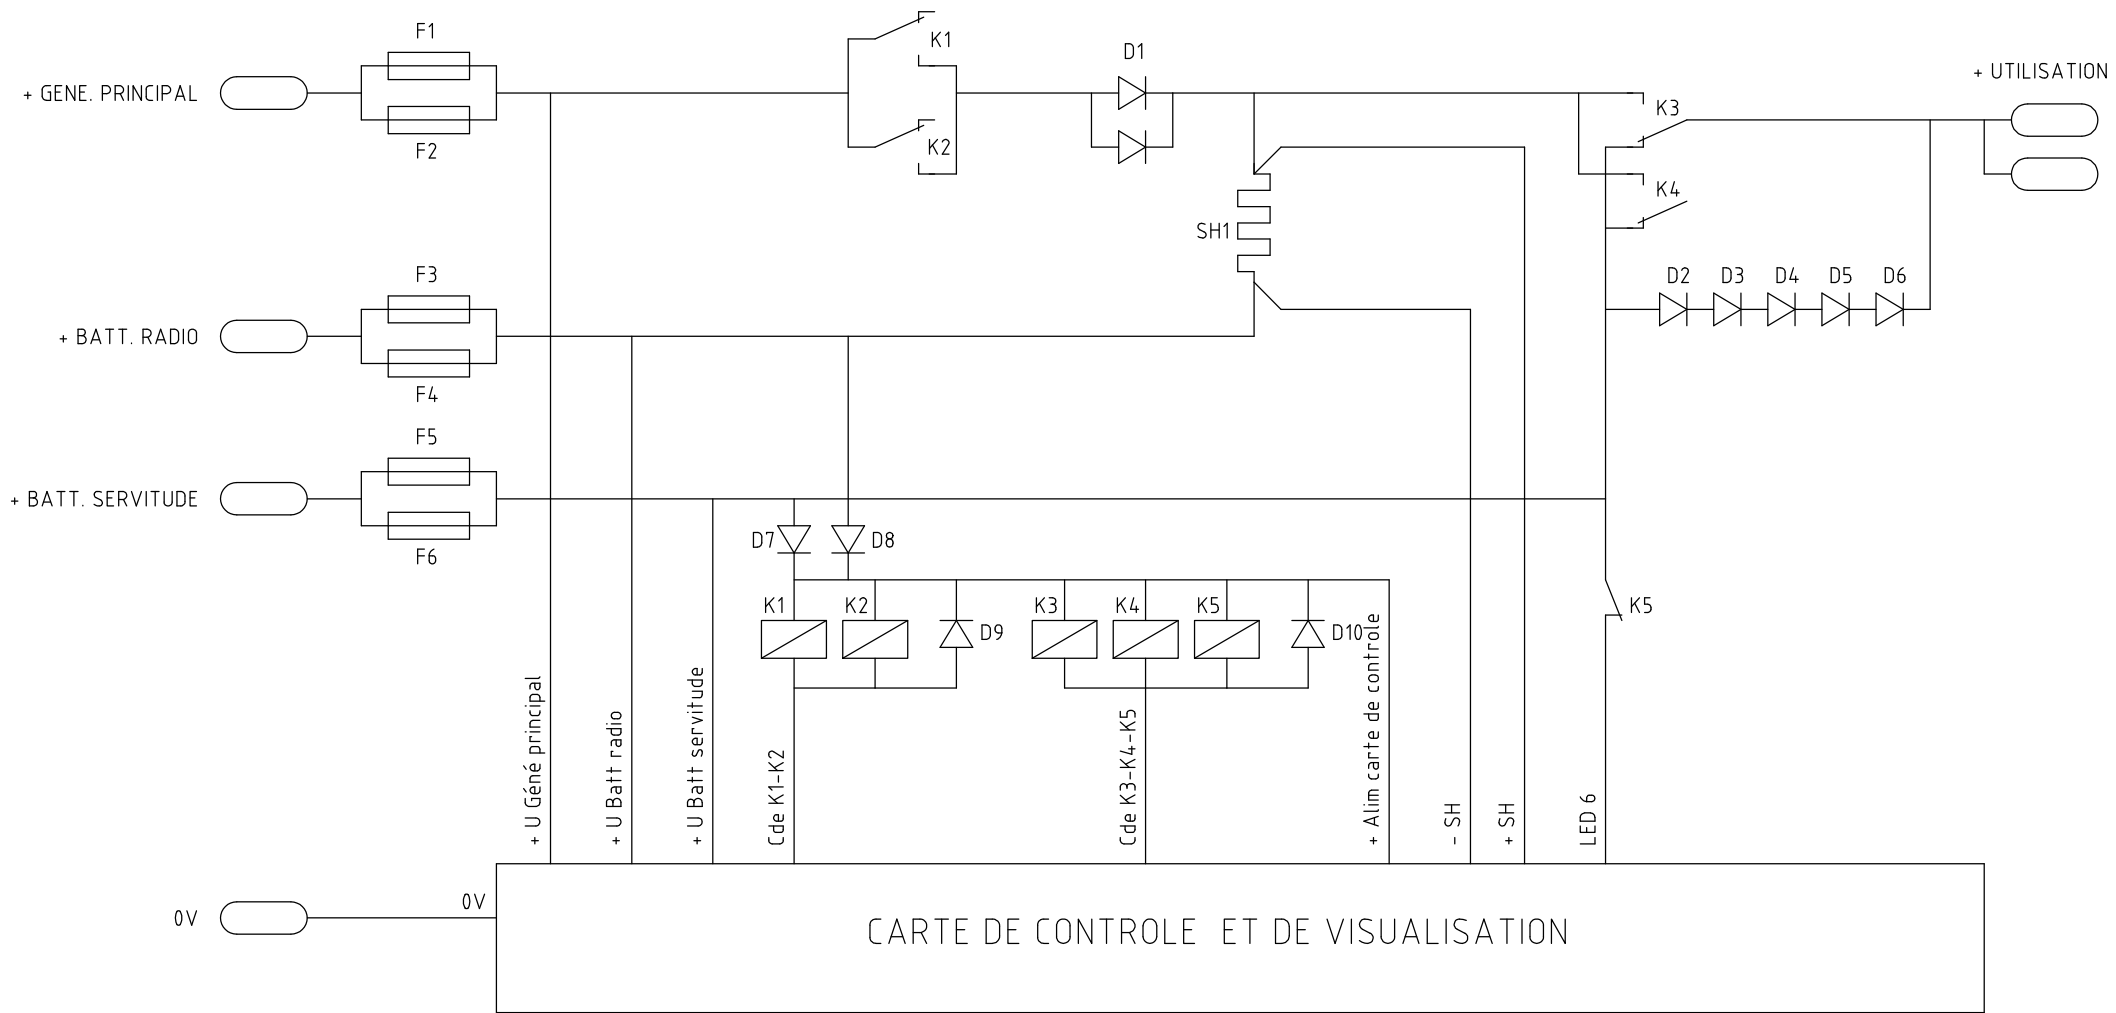 F1
K1
D1
+ UTILISATION
+ GENE. PRINCIPAL
K3
F2
K2
K4
SH1
F3
D2 D3 D4 D5 D6
+ BATT. RADIO
F4
F5
+ BATT. SERVITUDE
D7 D8
F6
K1 K2 K3 K4 K5 K5
D9 D10
+ U Géné principal
+ U Batt radio
+ U Batt servitude
Cde K1-K2
Cde K3-K4-K5
+ Alim carte de controle
- SH
+ SH
LED 6
0V
0V
CARTE DE CONTROLE ET DE VISUALISATION